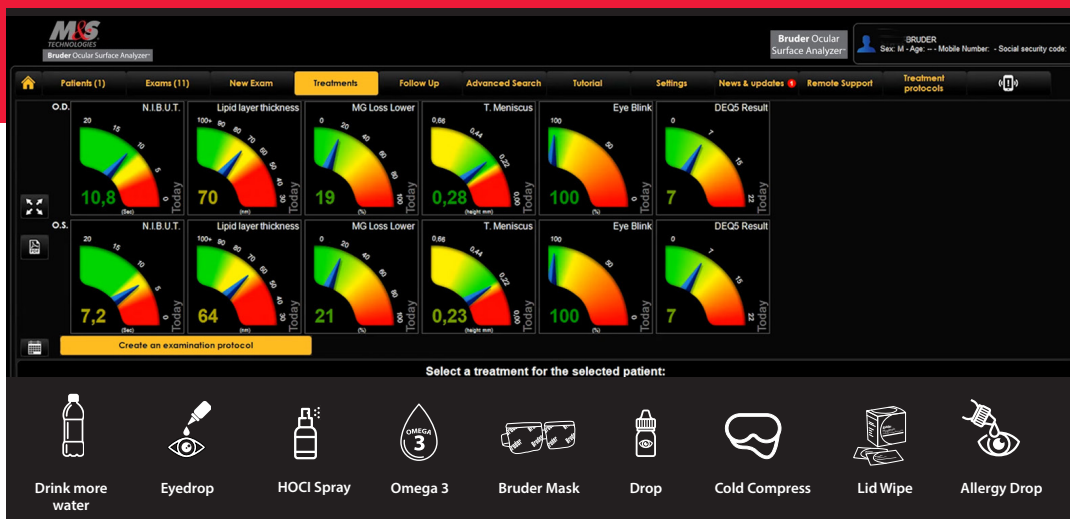 M&S
TECHNOLOGIES
Bruder Ocular Surface Analyzer™
Bruder Ocular
Surface Analyzer™
BRUDER
Sex: M - Age: -- - Mobile Number: - Social security code:
Patients (1) Exams (11) New Exam Treatments Follow Up Advanced Search Tutorial Settings News & updates 1 Remote Support Treatment protocols
O.D. N.I.B.U.T. Lipid layer thickness MG Loss Lower T. Meniscus Eye Blink DEQ5 Result
20 15 10 5 0 100+ 90 80 70 60 50 40 30 0 20 40 60 80 100 0,66 0,44 0,22 0,00 100 50 0 0 7 15 22
10,8 70 19 0,28 100 7
Today Today Today Today Today Today
(Sec) (nm) (%) (height mm) (%)
O.S. N.I.B.U.T. Lipid layer thickness MG Loss Lower T. Meniscus Eye Blink DEQ5 Result
20 15 10 5 0 100+ 90 80 70 60 50 40 30 0 20 40 60 80 100 0,66 0,44 0,22 0,00 100 50 0 0 7 15 22
7,2 64 21 0,23 100 7
Today Today Today Today Today Today
(Sec) (nm) (%) (height mm) (%)
Create an examination protocol
Select a treatment for the selected patient:
OMEGA
3
BRUDER BRUDER
Drink more water Eyedrop HOCl Spray Omega 3 Bruder Mask Drop Cold Compress Lid Wipe Allergy Drop